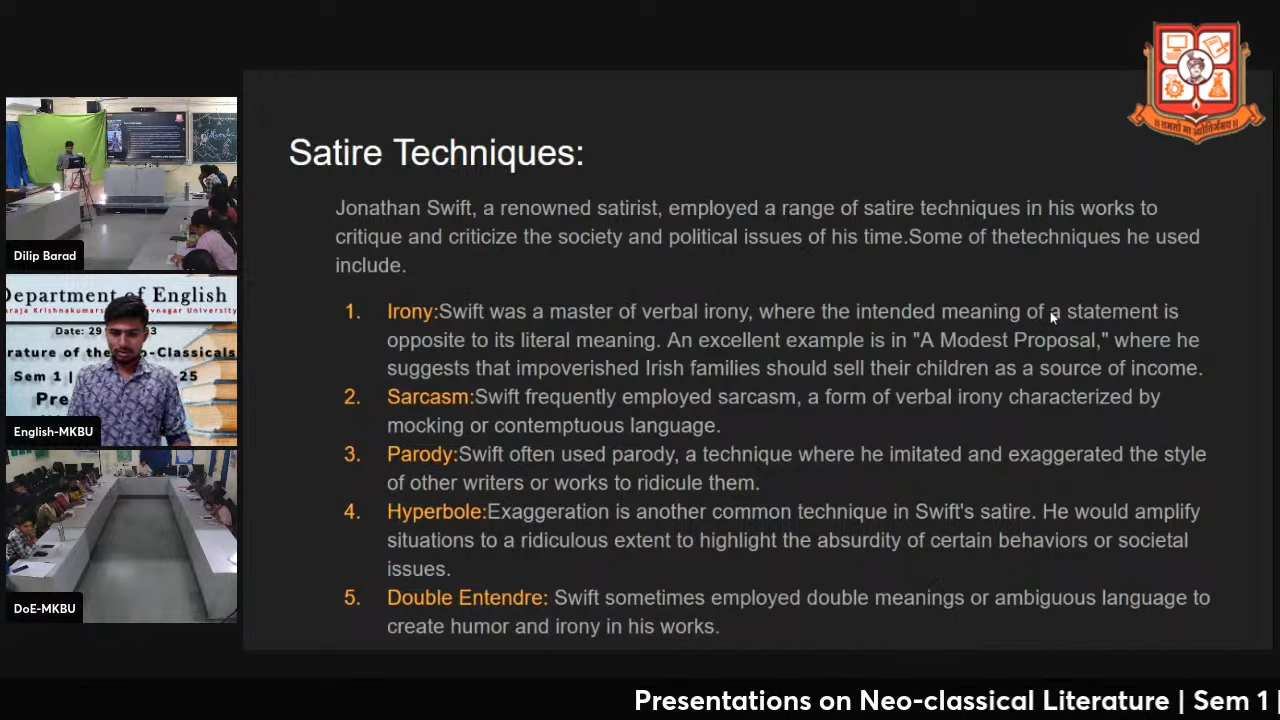 Satire Techniques:
Jonathan Swift, a renowned satirist, employed a range of satire techniques in his works to
critique and criticize the society and political issues of his time.Some of thetechniques he used
include.
1. Irony:Swift was a master of verbal irony, where the intended meaning of a statement is
opposite to its literal meaning. An excellent example is in "A Modest Proposal," where he
suggests that impoverished Irish families should sell their children as a source of income.
2. Sarcasm:Swift frequently employed sarcasm, a form of verbal irony characterized by
mocking or contemptuous language.
3. Parody:Swift often used parody, a technique where he imitated and exaggerated the style
of other writers or works to ridicule them.
4. Hyperbole:Exaggeration is another common technique in Swift's satire. He would amplify
situations to a ridiculous extent to highlight the absurdity of certain behaviors or societal
issues.
5. Double Entendre: Swift sometimes employed double meanings or ambiguous language to
create humor and irony in his works.
Dilip Barad
Department of English
Date: 29
Sem 1 |
25
Pre
English-MKBU
DoE-MKBU
Presentations on Neo-classical Literature | Sem 1 |